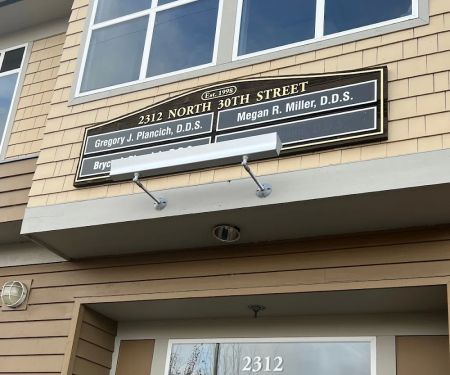 Est. 1998
2312 NORTH 30TH STREET
Gregory J. Plancich, D.D.S.
Megan R. Miller, D.D.S.
2312